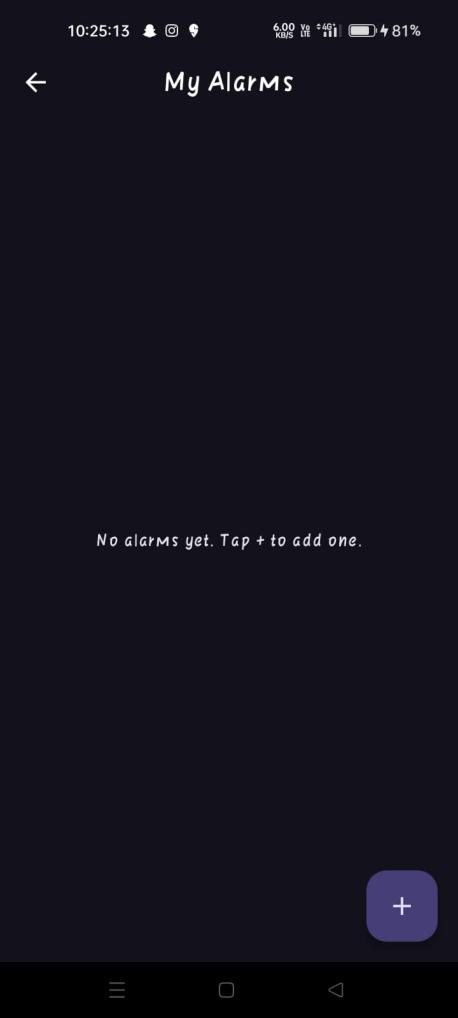 10:25:13 6.00 KB/S Vo LTE 4G+ 81%
My Alarms
No alarms yet. Tap + to add one.
+